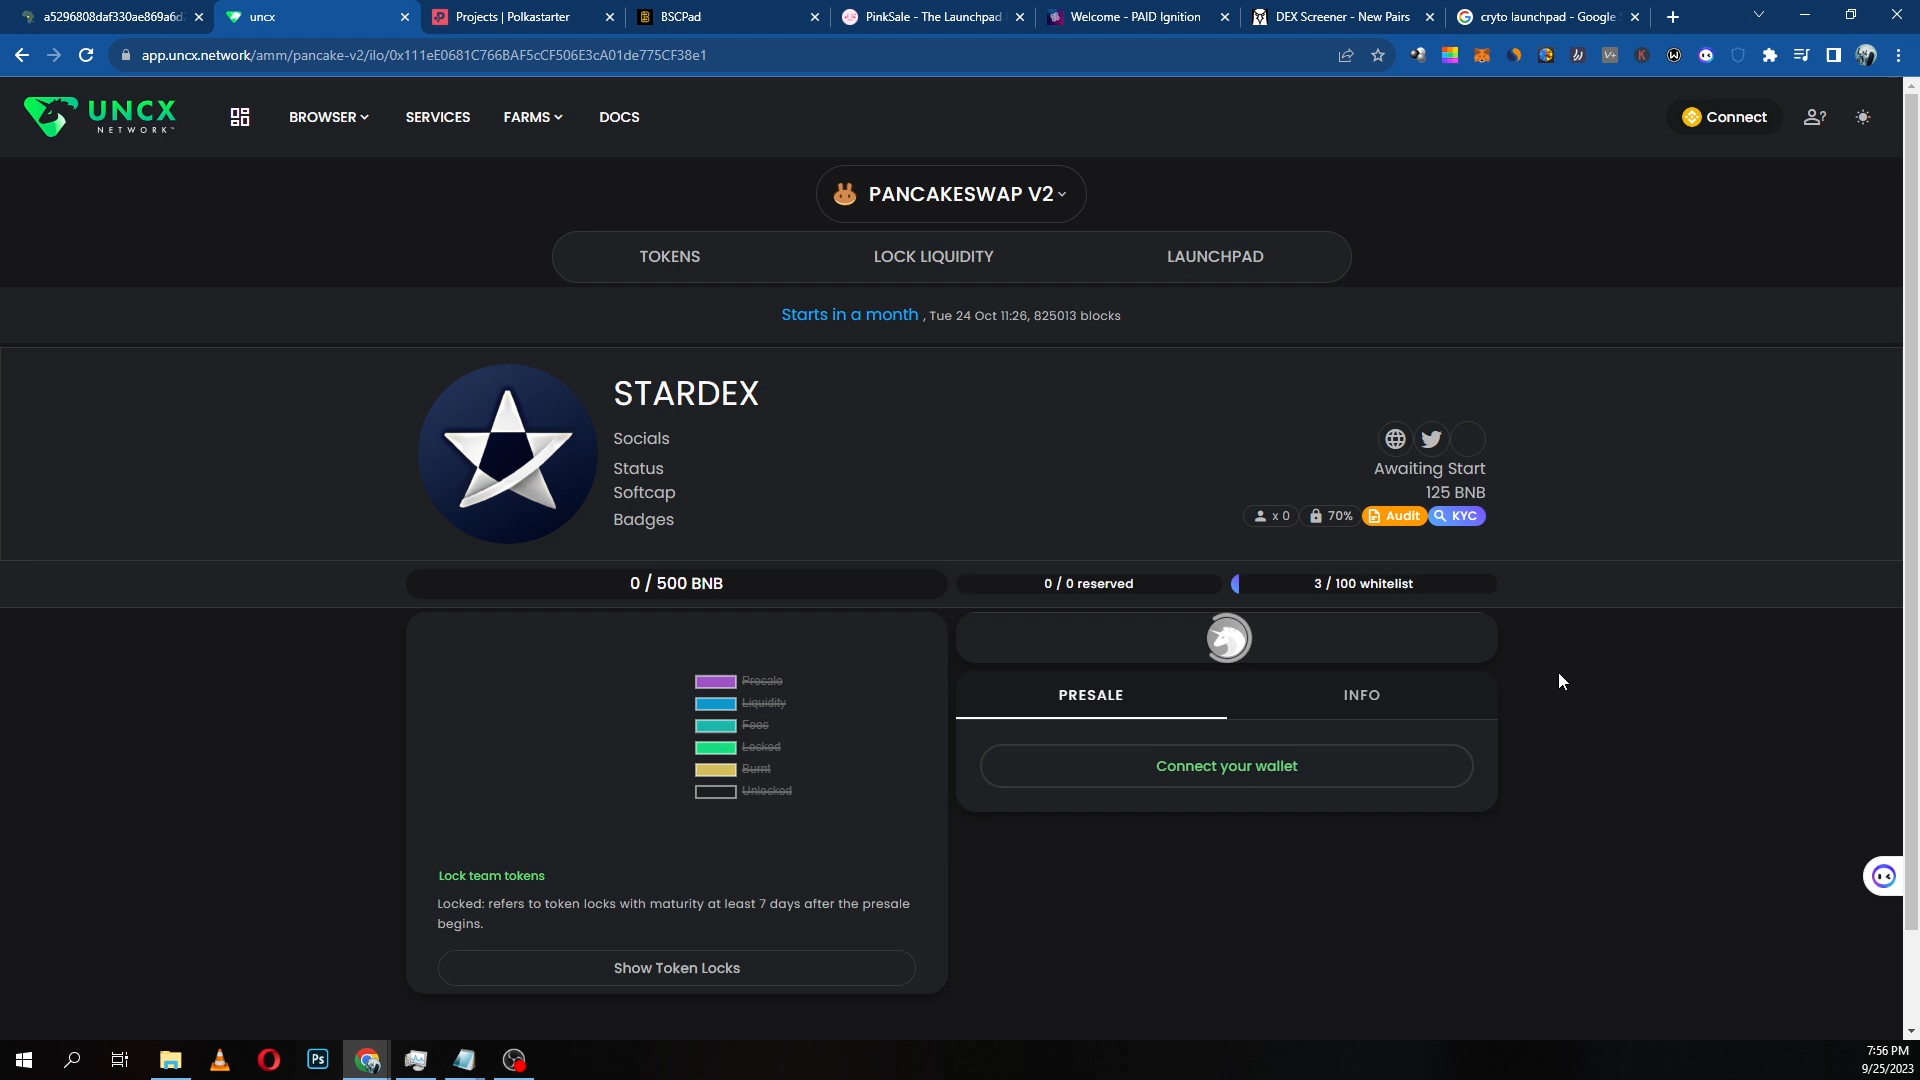 a5296808daf330ae869a6d
uncx
Projects | Polkastarter
BSCPad
PinkSale - The Launchpad
Welcome - PAID Ignition
DEX Screener - New Pairs
cryto launchpad - Google
app.uncx.network/amm/pancake-v2/ilo/0x111eE0681C766BAF5cCF506E3cA01de775CF38e1
UNCX
NETWORK
BROWSER
SERVICES
FARMS
DOCS
Connect
PANCAKESWAP V2
TOKENS
LOCK LIQUIDITY
LAUNCHPAD
Starts in a month , Tue 24 Oct 11:26, 825013 blocks
STARDEX
Socials
Status
Awaiting Start
Softcap
125 BNB
Badges
x 0
70%
Audit
KYC
0 / 500 BNB
0 / 0 reserved
3 / 100 whitelist
Presale
Liquidity
Fees
Locked
Burnt
Unlocked
PRESALE
INFO
Connect your wallet
Lock team tokens
Locked: refers to token locks with maturity at least 7 days after the presale
begins.
Show Token Locks
Ps
7:56 PM
9/25/2023